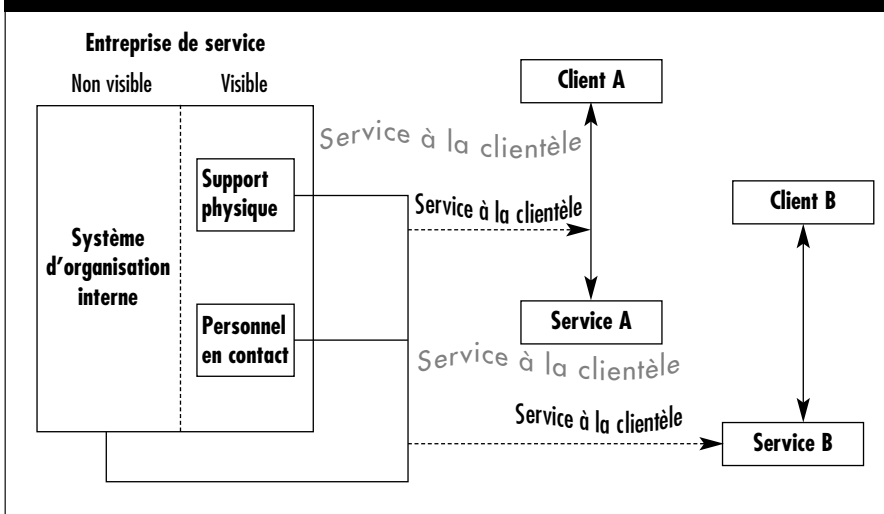 Entreprise de service
Non visible
Visible
Client A
Service à la clientèle
Support
physique
Service à la clientèle
Client B
Système
d'organisation
interne
Personnel
en contact
Service A
Service à la clientèle
Service à la clientèle
Service B